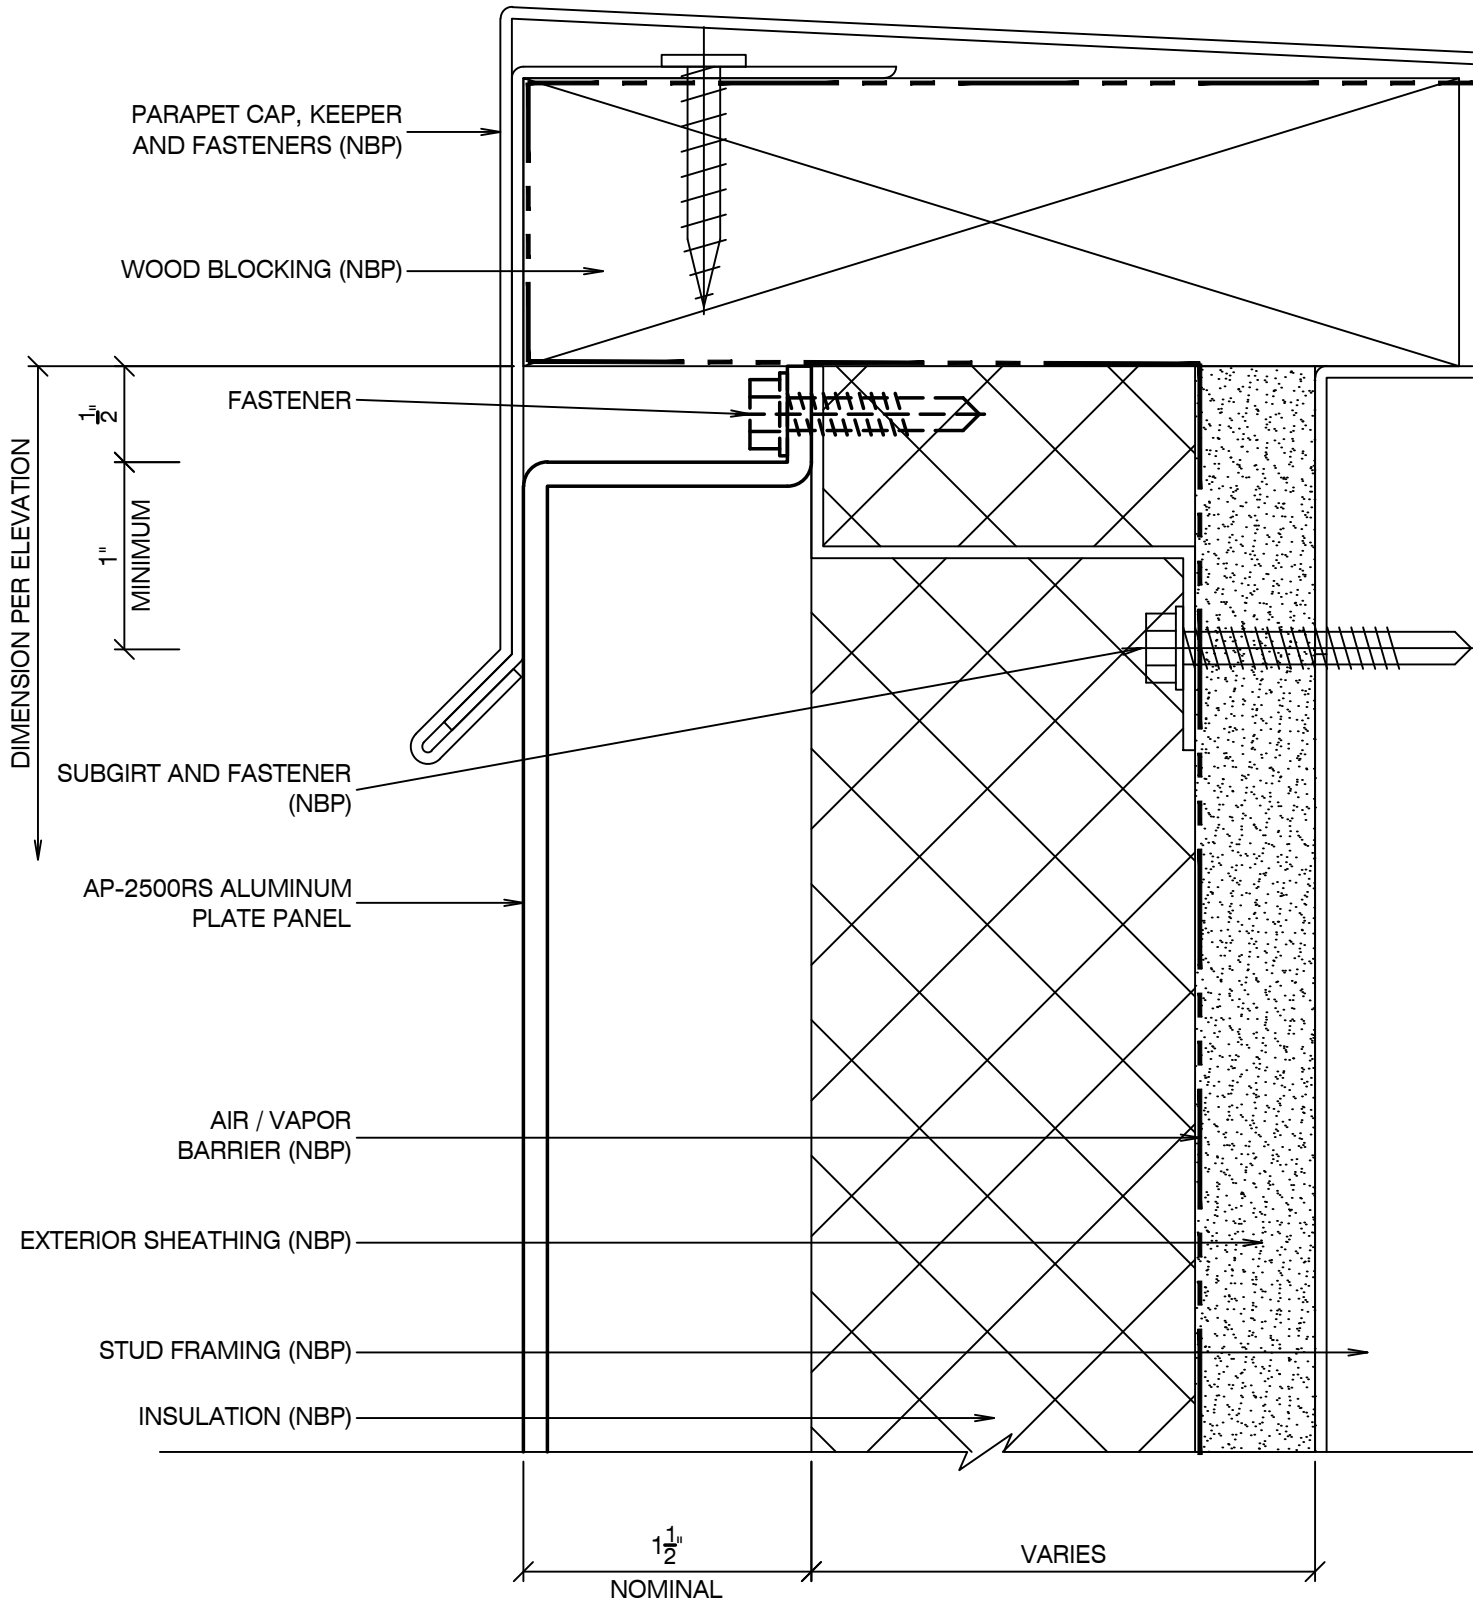 PARAPET CAP, KEEPER
AND FASTENERS (NBP)
WOOD BLOCKING (NBP)
FASTENER
1/2"
1"
MINIMUM
DIMENSION PER ELEVATION
SUBGIRT AND FASTENER
(NBP)
AP-2500RS ALUMINUM
PLATE PANEL
AIR / VAPOR
BARRIER (NBP)
EXTERIOR SHEATHING (NBP)
STUD FRAMING (NBP)
INSULATION (NBP)
1 1/2"
NOMINAL
VARIES